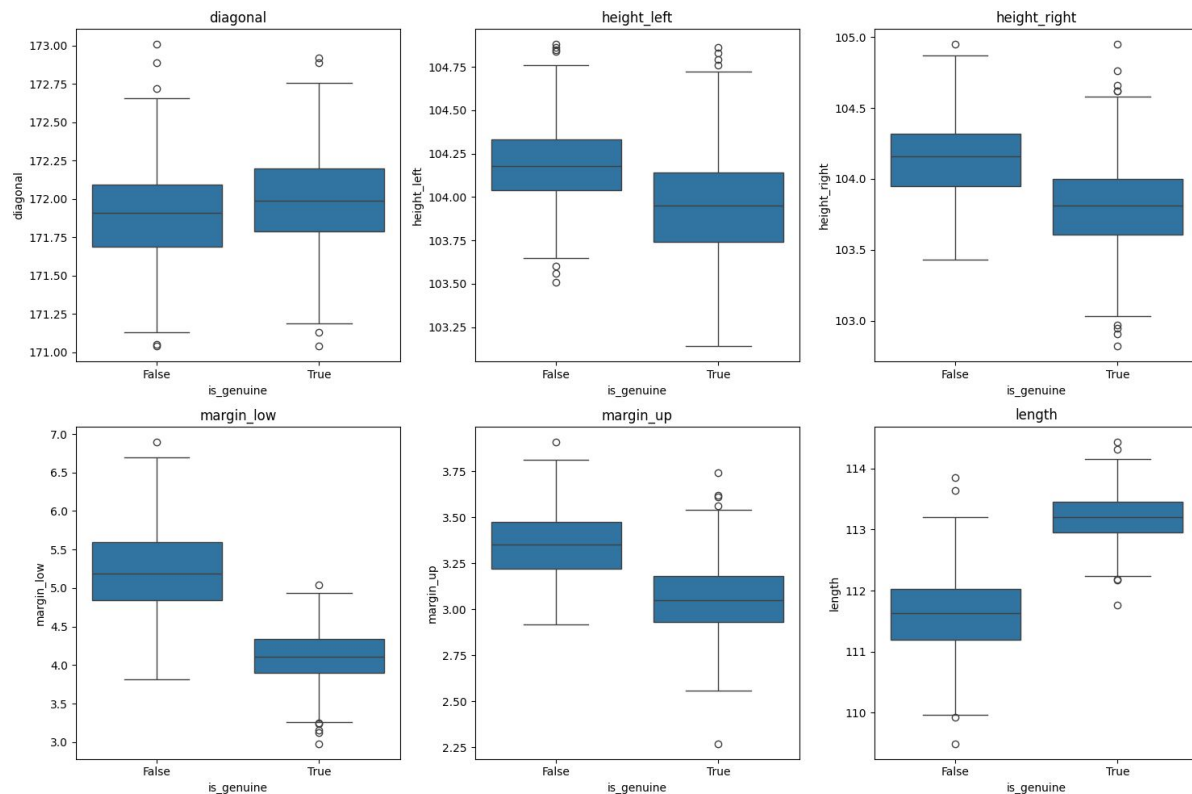 diagonal
173.00
172.75
172.50
172.25
172.00
171.75
171.50
171.25
171.00
diagonal
False
True
is_genuine
height_left
104.75
104.50
104.25
104.00
103.75
103.50
103.25
height_left
False
True
is_genuine
height_right
105.0
104.5
104.0
103.5
103.0
height_right
False
True
is_genuine
margin_low
7.0
6.5
6.0
5.5
5.0
4.5
4.0
3.5
3.0
margin_low
False
True
is_genuine
margin_up
3.75
3.50
3.25
3.00
2.75
2.50
2.25
margin_up
False
True
is_genuine
length
114
113
112
111
110
length
False
True
is_genuine